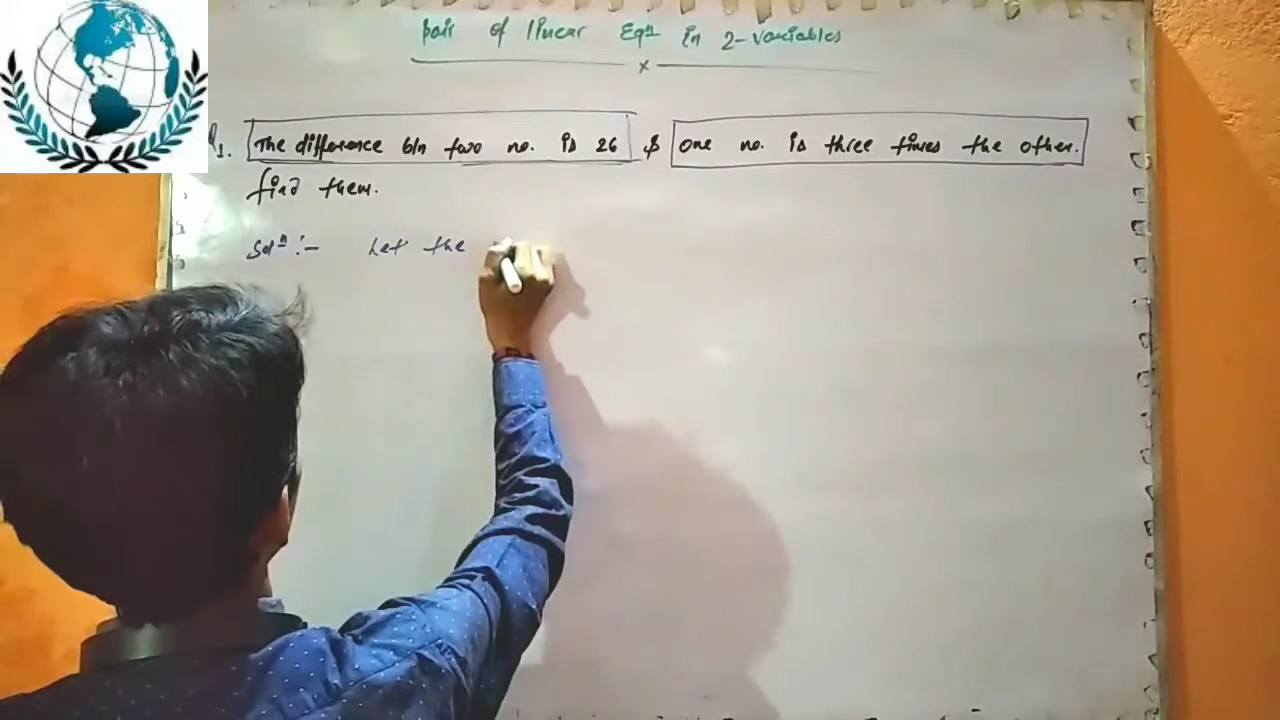 pair of linear Eqn in 2-variables
Q1. The difference b/n two no. is 26 & one no. is three times the other.
find them.
Soln :- Let the